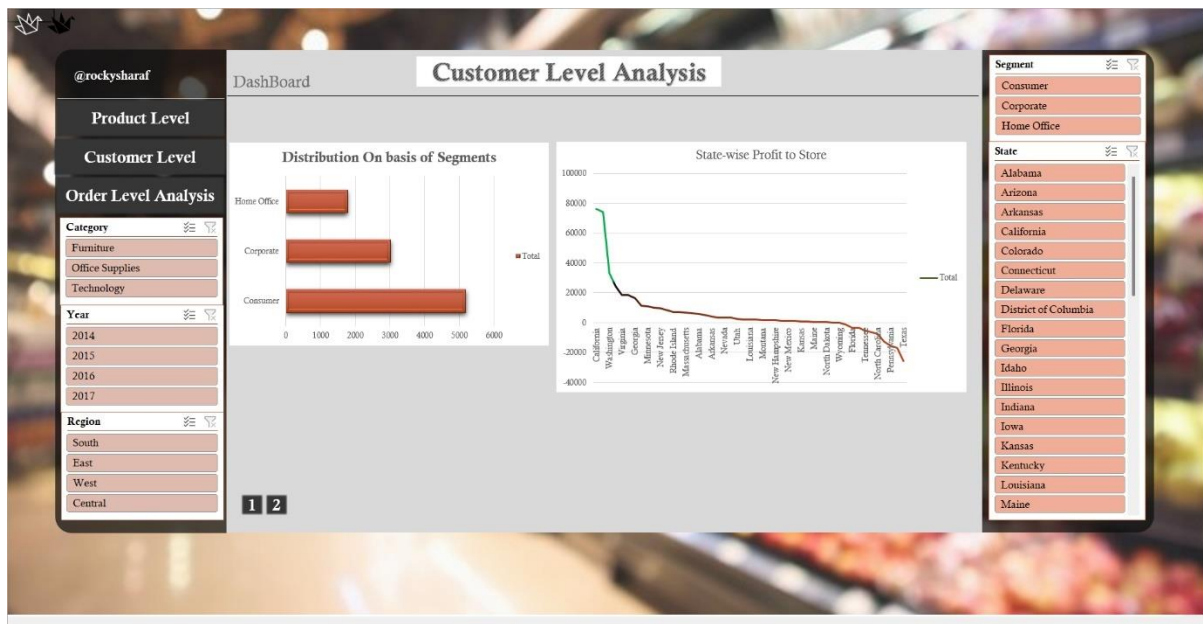 @rockysharaf
Product Level
Customer Level
Order Level Analysis
Category
Furniture
Office Supplies
Technology
Year
2014
2015
2016
2017
Region
South
East
West
Central
DashBoard
Customer Level Analysis
Distribution On basis of Segments
Home Office
Corporate
Consumer
0 1000 2000 3000 4000 5000 6000
Total
State-wise Profit to Store
100000
80000
60000
40000
20000
0
-20000
-40000
California
Washington
Virginia
Georgia
Minnesota
New Jersey
Rhode Island
Massachusetts
Alabama
Arkansas
Nevada
Utah
Louisiana
Montana
New Hampshire
New Mexico
Kansas
Maine
North Dakota
Wyoming
Florida
Tennessee
North Carolina
Pennsylvania
Texas
Total
1 2
Segment
Consumer
Corporate
Home Office
State
Alabama
Arizona
Arkansas
California
Colorado
Connecticut
Delaware
District of Columbia
Florida
Georgia
Idaho
Illinois
Indiana
Iowa
Kansas
Kentucky
Louisiana
Maine